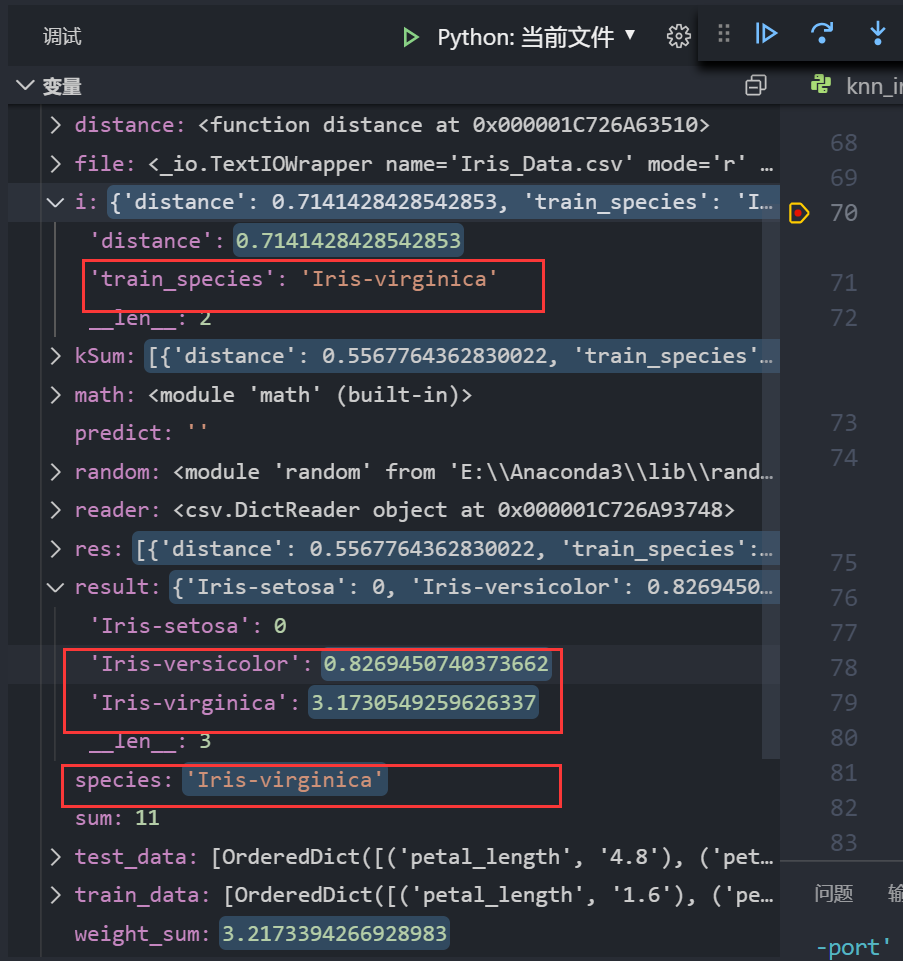 调试
Python: 当前文件
变量
knn_ir
distance: <function distance at 0x000001C726A63510>
file: <_io.TextIOWrapper name='Iris_Data.csv' mode='r' …
i: {'distance': 0.7141428428542853, 'train_species': 'I…
'distance': 0.7141428428542853
'train_species': 'Iris-virginica'
__len__: 2
kSum: [{'distance': 0.5567764362830022, 'train_species'…
math: <module 'math' (built-in)>
predict: ''
random: <module 'random' from 'E:\\Anaconda3\\lib\\rand…
reader: <csv.DictReader object at 0x000001C726A93748>
res: [{'distance': 0.5567764362830022, 'train_species':…
result: {'Iris-setosa': 0, 'Iris-versicolor': 0.8269450…
'Iris-setosa': 0
'Iris-versicolor': 0.8269450740373662
'Iris-virginica': 3.1730549259626337
__len__: 3
species: 'Iris-virginica'
sum: 11
test_data: [OrderedDict([('petal_length', '4.8'), ('pet…
train_data: [OrderedDict([('petal_length', '1.6'), ('pe…
weight_sum: 3.2173394266928983
68
69
70
71
72
73
74
75
76
77
78
79
80
81
82
83
问题
-port'